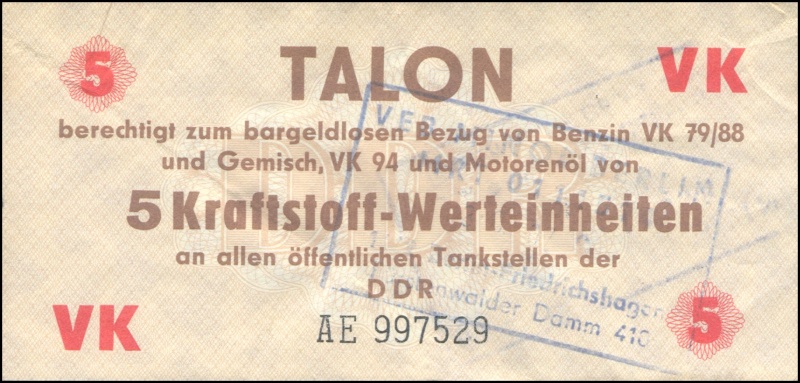 5 TALON VK
berechtigt zum bargeldlosen Bezug von Benzin VK 79/88
und Gemisch, VK 94 und Motorenöl von
5 Kraftstoff-Werteinheiten
an allen öffentlichen Tankstellen der
DDR
VK AE 997529 5
Friedrichshagen
Damm 410